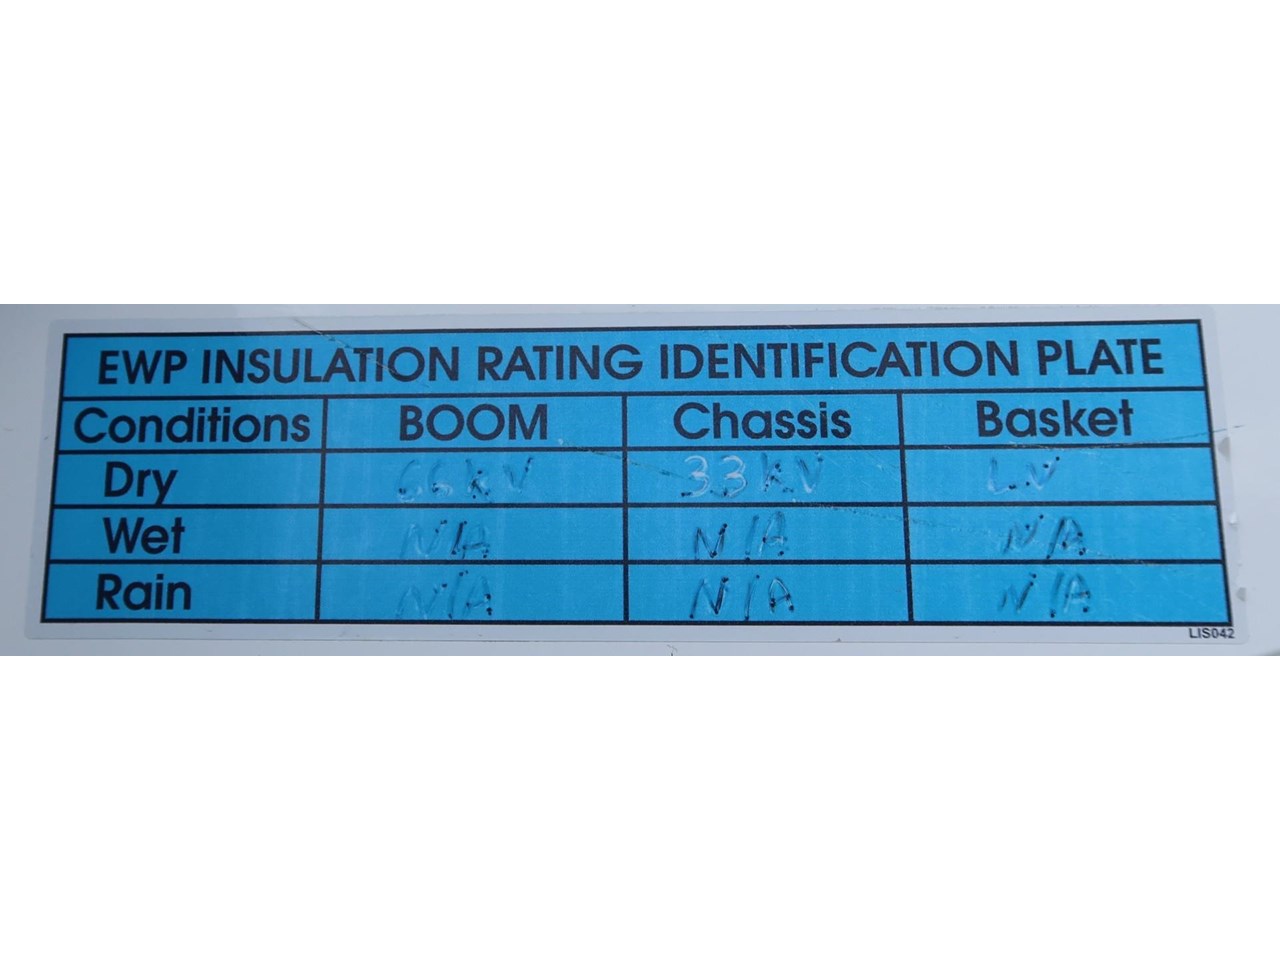 EWP INSULATION RATING IDENTIFICATION PLATE
Conditions BOOM Chassis Basket
Dry 66kV 33kV LV
Wet N/A N/A N/A
Rain N/A N/A N/A
LIS042